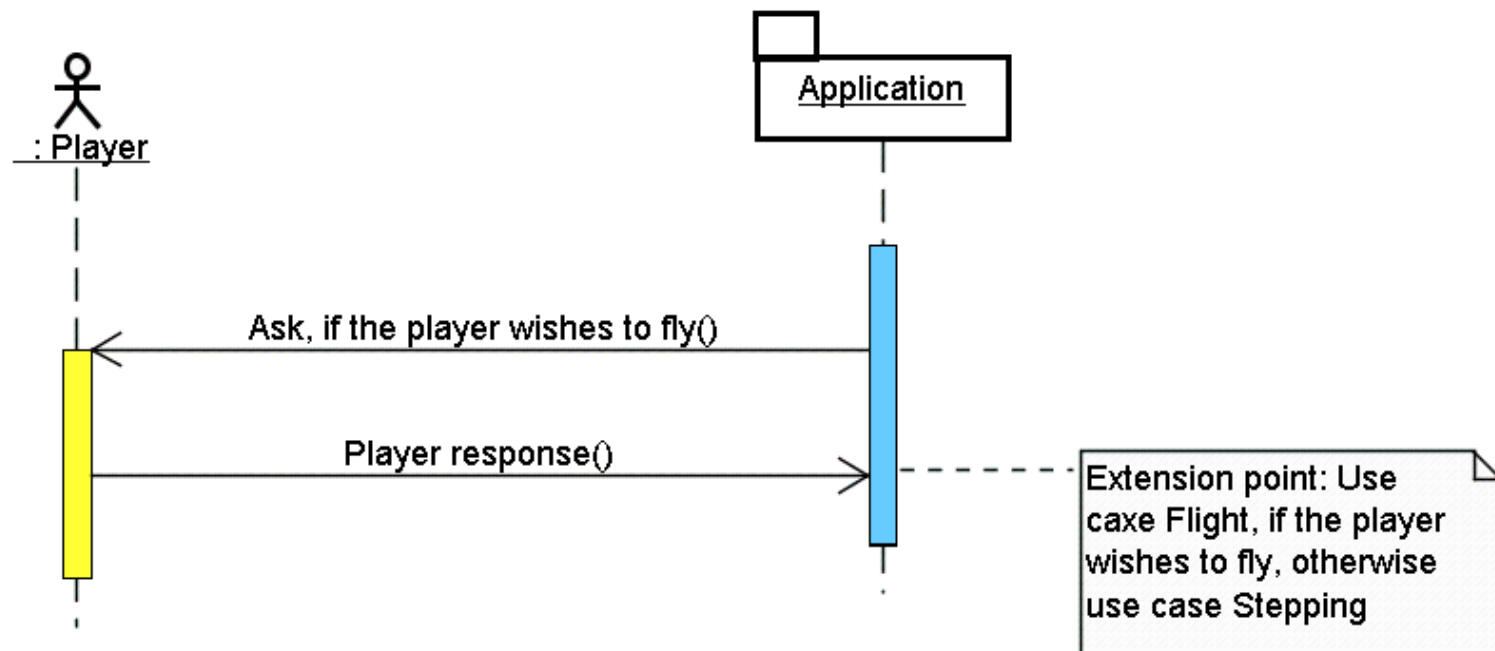 Application
: Player
Ask, if the player wishes to fly()
Player response()
Extension point: Use
caxe Flight, if the player
wishes to fly, otherwise
use case Stepping